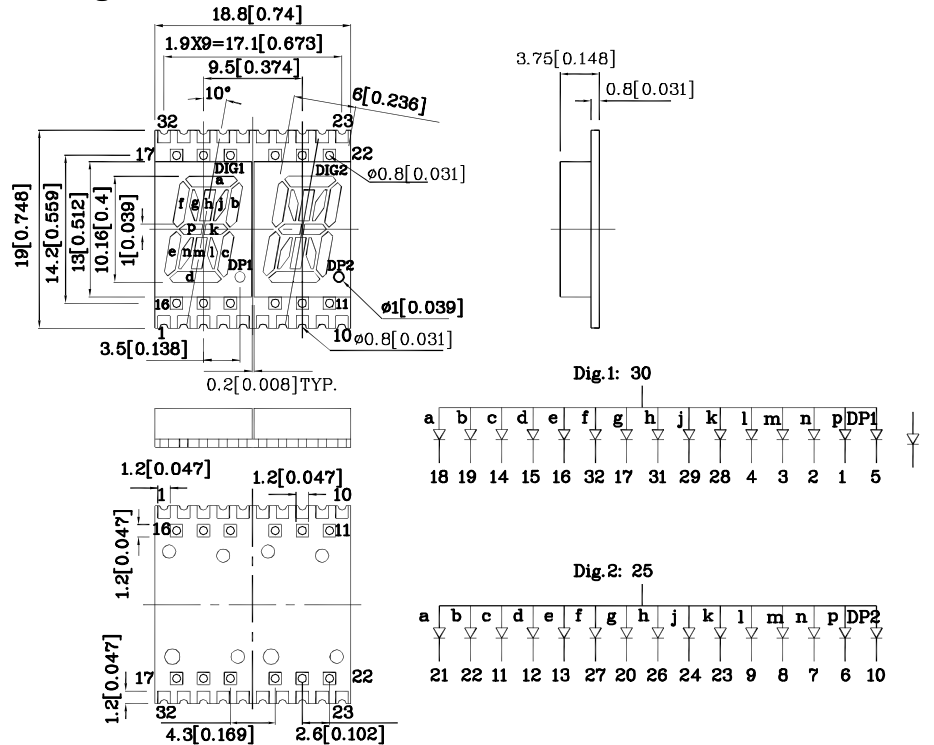 18.8[0.74]
1.9X9=17.1[0.673]
9.5[0.374]
10°
6[0.236]
32
23
17
22
DIG1
DIG2
ø0.8[0.031]
a
f g h j b
p k
e n m l c
d
DP1
DP2
19[0.748]
14.2[0.559]
13[0.512]
10.16[0.4]
1[0.039]
16
11
1
10
ø1[0.039]
ø0.8[0.031]
3.5[0.138]
0.2[0.008]TYP.
3.75[0.148]
0.8[0.031]
Dig.1: 30
a b c d e f g h j k l m n p DP1
18 19 14 15 16 32 17 31 29 28 4 3 2 1 5
1.2[0.047]
1.2[0.047]
1
10
16
11
1.2[0.047]
1.2[0.047]
17
22
32
23
4.3[0.169]
2.6[0.102]
Dig.2: 25
a b c d e f g h j k l m n p DP2
21 22 11 12 13 27 20 26 24 23 9 8 7 6 10